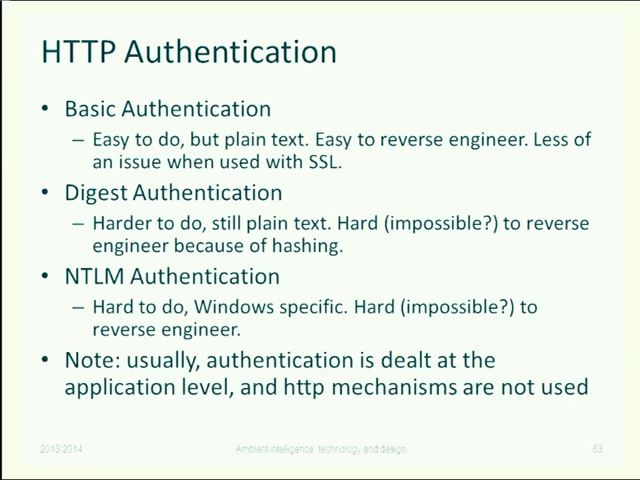 HTTP Authentication
• Basic Authentication
– Easy to do, but plain text. Easy to reverse engineer. Less of
an issue when used with SSL.
• Digest Authentication
– Harder to do, still plain text. Hard (impossible?) to reverse
engineer because of hashing.
• NTLM Authentication
– Hard to do, Windows specific. Hard (impossible?) to
reverse engineer.
• Note: usually, authentication is dealt at the
application level, and http mechanisms are not used
2013/2014 Ambient intelligence: technology and design 63